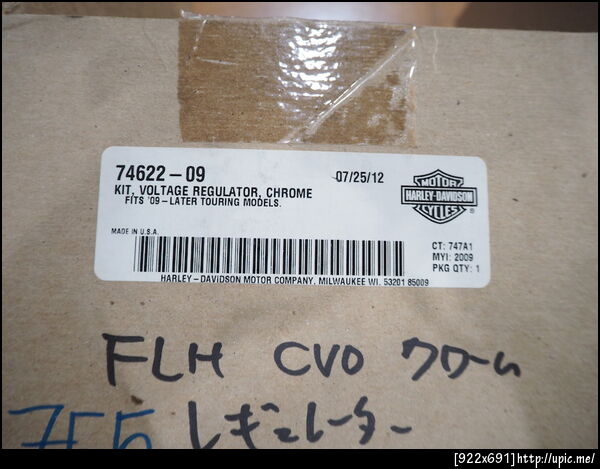 74622-09
07/25/12
KIT, VOLTAGE REGULATOR, CHROME
FITS '09-LATER TOURING MODELS.
MOTOR
HARLEY-DAVIDSON
CYCLES
®
MADE IN U.S.A.
CT: 747A1
MYI: 2009
PKG QTY: 1
HARLEY-DAVIDSON MOTOR COMPANY, MILWAUKEE WI. 53201 85009
FLH CVO クローム
レギュレーター
[922x691]http://upic.me/